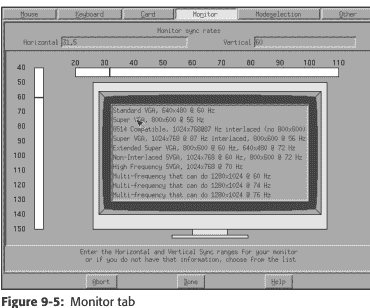 Mouse Keyboard Card Monitor Modeselection Other
Monitor sync rates
Horizontal 31.5 Vertical 60
20 30 40 50 60 70 80 90 100 110
40
50
60
70
80
90
100
110
120
130
140
150
Standard VGA, 640x480 @ 60 Hz
Super VGA, 800x600 @ 56 Hz
8514 Compatible, 1024x768@87 Hz interlaced (no 800x600)
Super VGA, 1024x768 @ 87 Hz interlaced, 800x600 @ 56 Hz
Extended Super VGA, 800x600 @ 60 Hz, 640x480 @ 72 Hz
Non-Interlaced SVGA, 1024x768 @ 60 Hz, 800x600 @ 72 Hz
High Frequency SVGA, 1024x768 @ 70 Hz
Multi-frequency that can do 1280x1024 @ 60 Hz
Multi-frequency that can do 1280x1024 @ 74 Hz
Multi-frequency that can do 1280x1024 @ 76 Hz
Enter the Horizontal and Vertical Sync ranges for your monitor
or if you do not have that information, choose from the list
Abort Done Help
Figure 9-5: Monitor tab